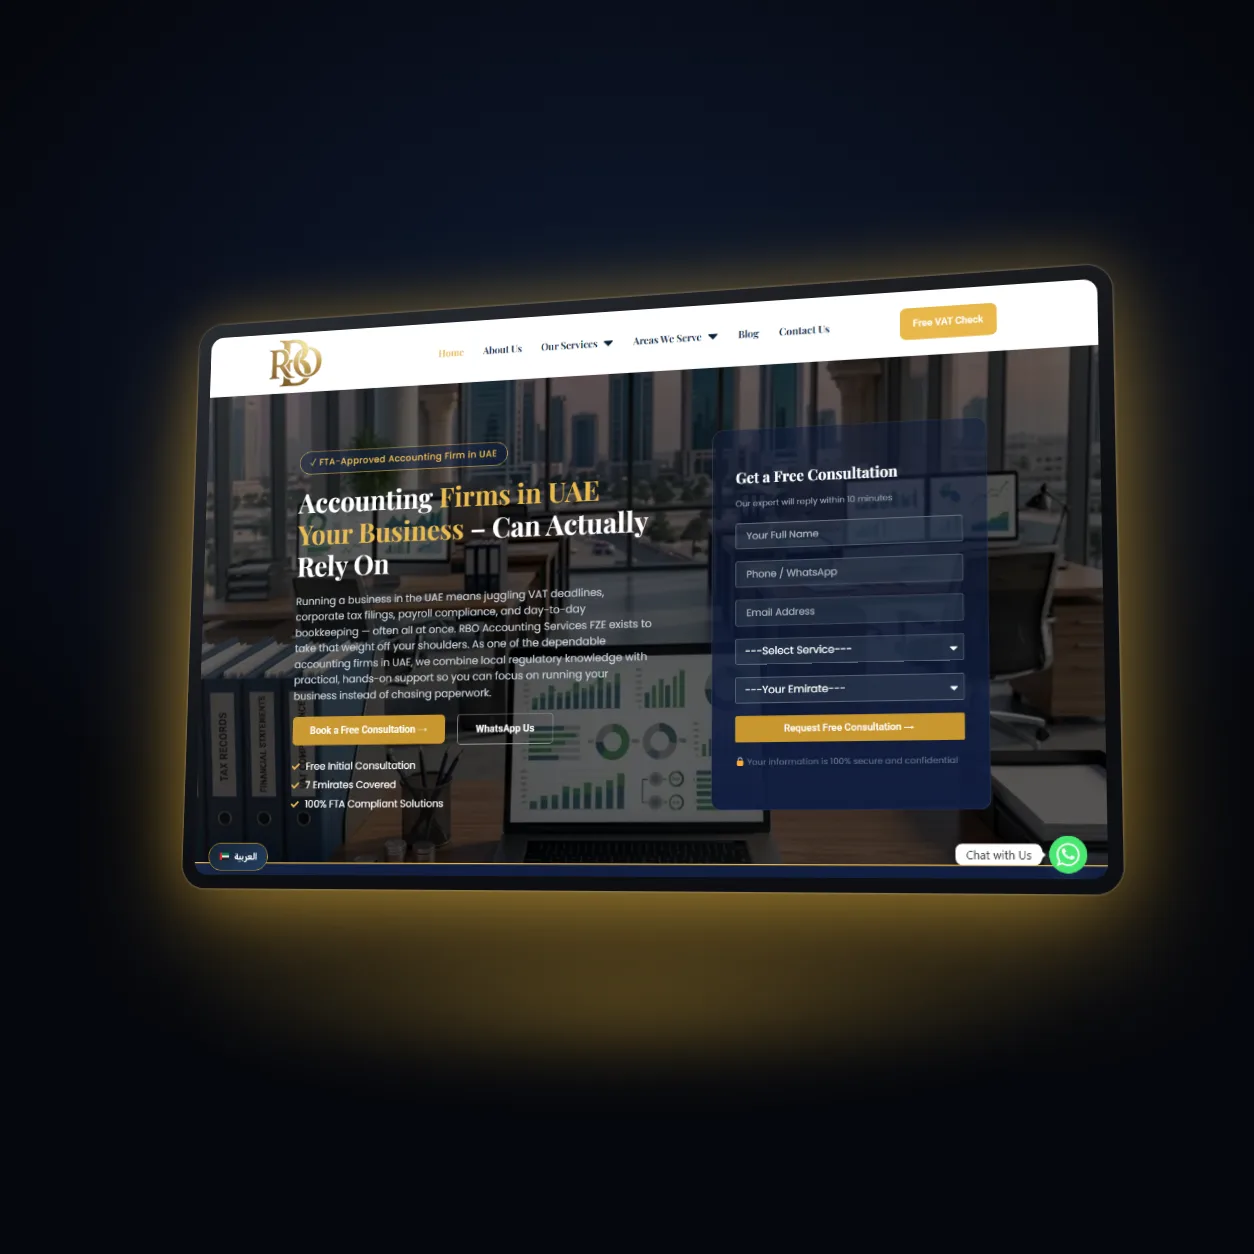 RBO
Home
About Us
Our Services
Areas We Serve
Blog
Contact Us
Free VAT Check
✓ FTA-Approved Accounting Firm in UAE
Accounting Firms in UAE
Your Business – Can Actually
Rely On
Running a business in the UAE means juggling VAT deadlines,
corporate tax filings, payroll compliance, and day-to-day
bookkeeping — often all at once. RBO Accounting Services FZE exists to
take that weight off your shoulders. As one of the dependable
accounting firms in UAE, we combine local regulatory knowledge with
practical, hands-on support so you can focus on running your
business instead of chasing paperwork.
Book a Free Consultation →
WhatsApp Us
✓ Free Initial Consultation
✓ 7 Emirates Covered
✓ 100% FTA Compliant Solutions
Get a Free Consultation
Our expert will reply within 10 minutes
Your Full Name
Phone / WhatsApp
Email Address
---Select Service---
---Your Emirate---
Request Free Consultation →
Your information is 100% secure and confidential
TAX RECORDS
FINANCIAL STATEMENTS
العربية
Chat with Us